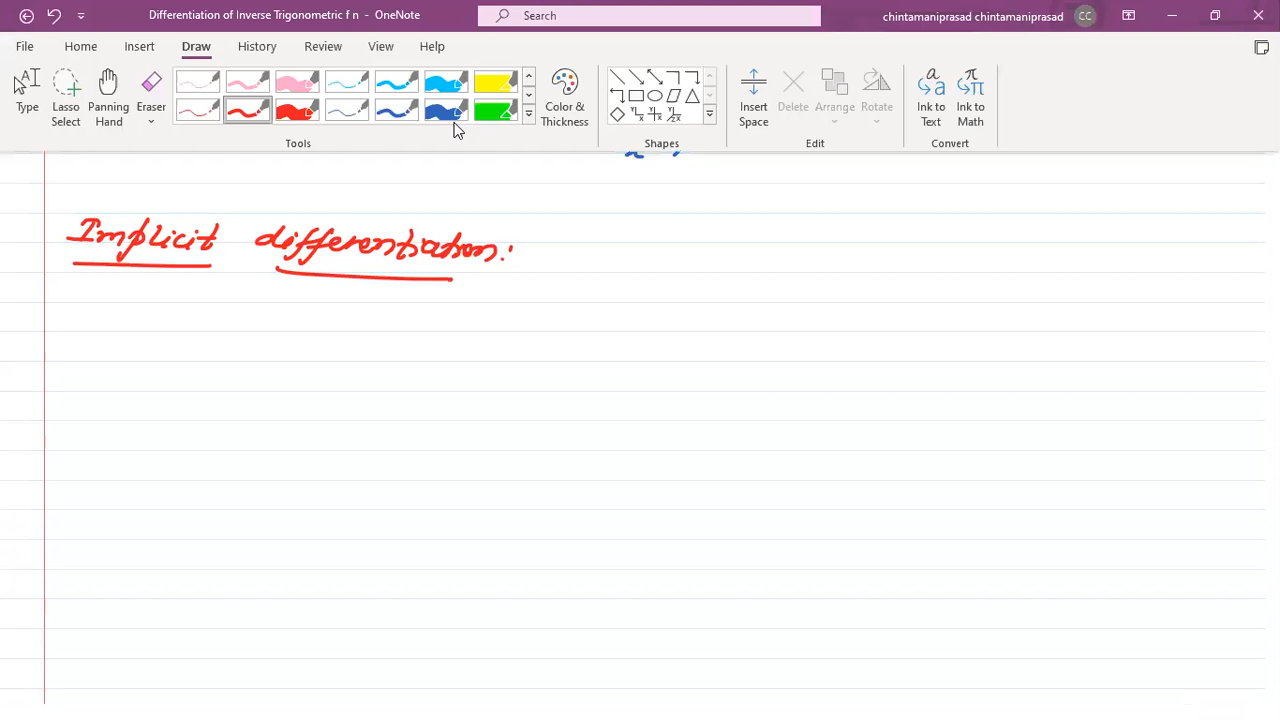 Differentiation of Inverse Trigonometric f n - OneNote
Search
chintamaniprasad chintamaniprasad
CC
File Home Insert Draw History Review View Help
Type
Lasso Select
Panning Hand
Eraser
Color & Thickness
Insert Space
Delete
Arrange
Rotate
Ink to Text
Ink to Math
Tools
Shapes
Edit
Convert
Implicit differentiation: